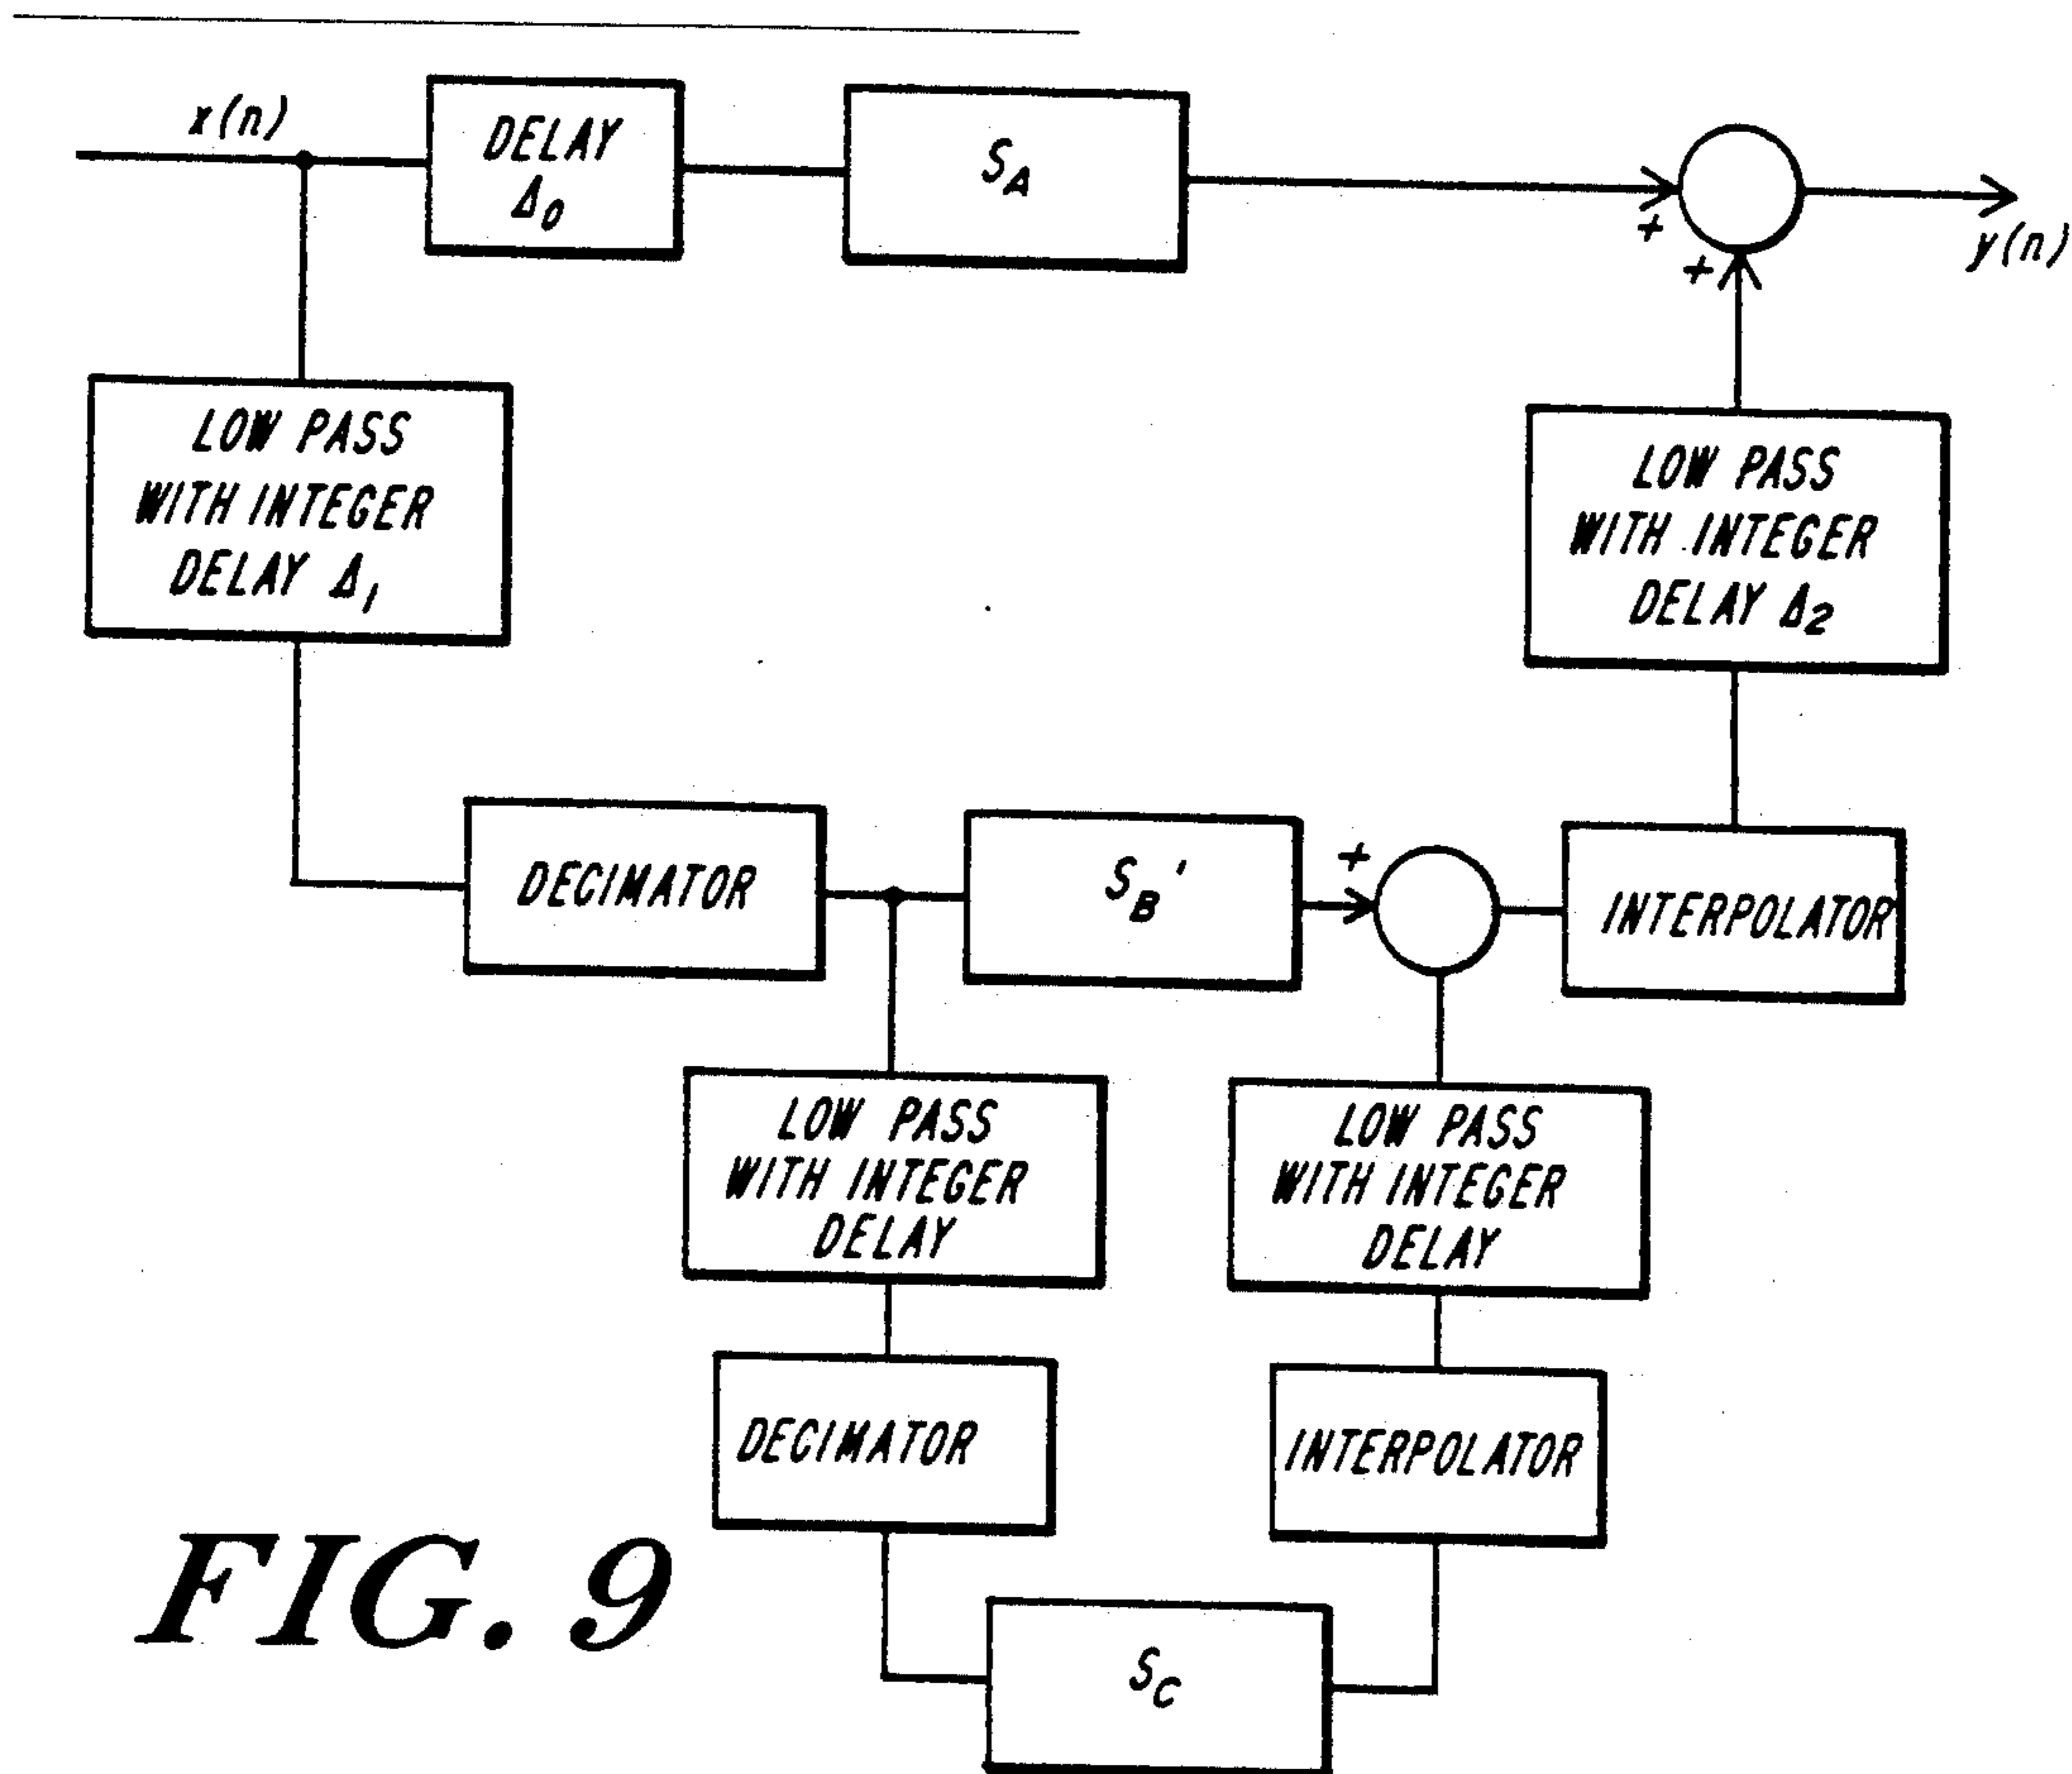 x(n)
DELAY
Δ0
SA
+
+
y(n)
LOW PASS
WITH INTEGER
DELAY Δ1
LOW PASS
WITH INTEGER
DELAY Δ2
DECIMATOR
SB'
+
INTERPOLATOR
LOW PASS
WITH INTEGER
DELAY
LOW PASS
WITH INTEGER
DELAY
DECIMATOR
INTERPOLATOR
SC
FIG. 9